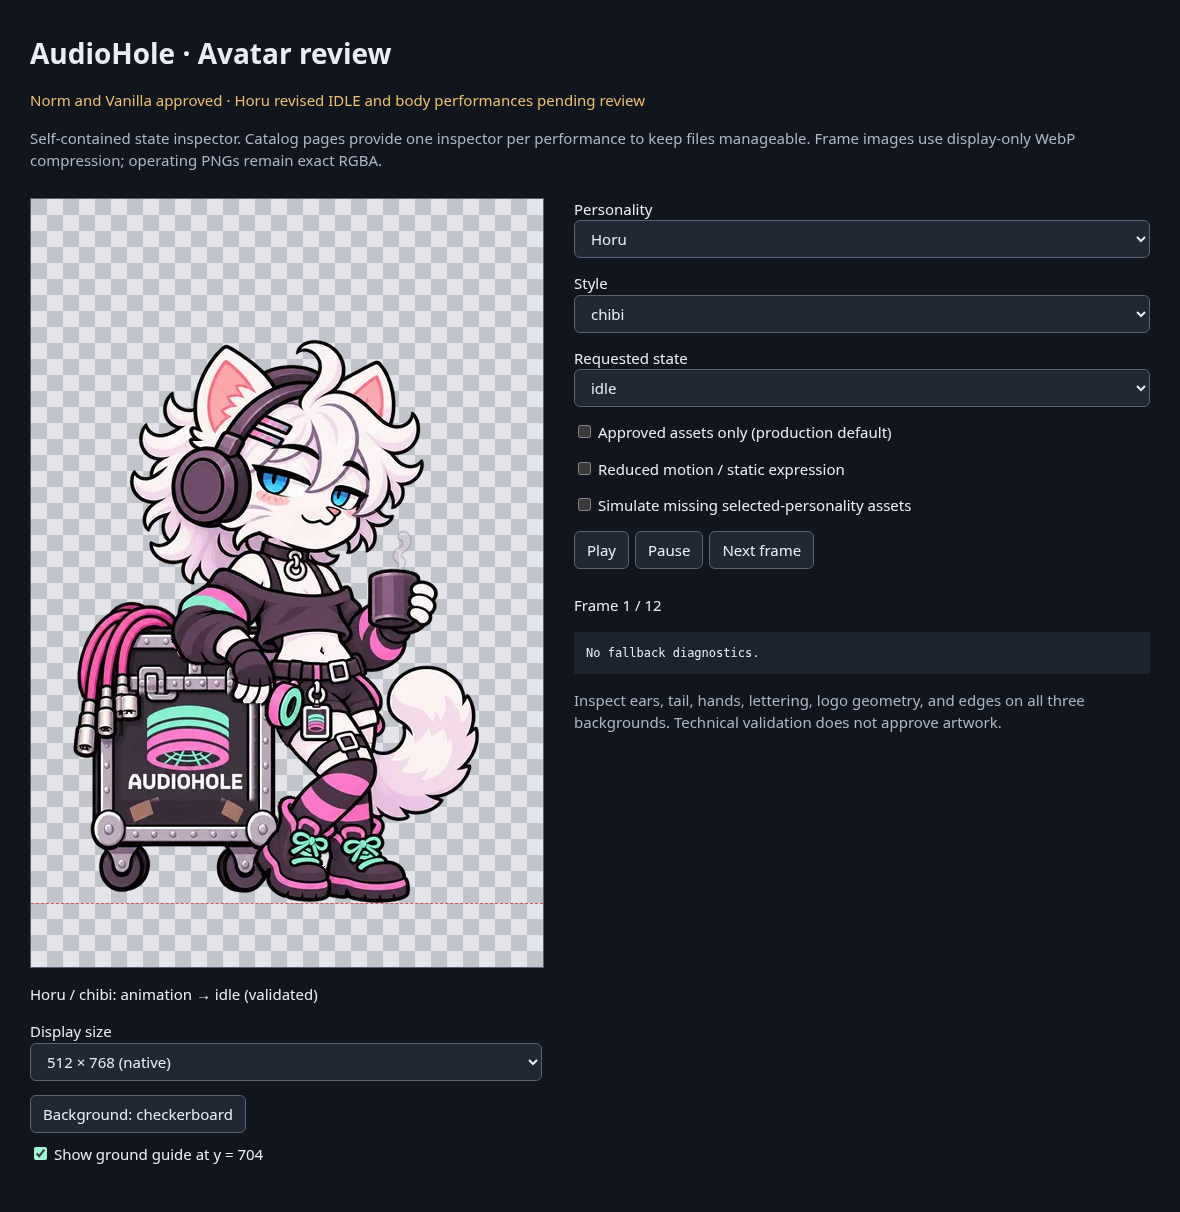 AudioHole · Avatar review
Norm and Vanilla approved · Horu revised IDLE and body performances pending review
Self-contained state inspector. Catalog pages provide one inspector per performance to keep files manageable. Frame images use display-only WebP
compression; operating PNGs remain exact RGBA.
AUDIOHOLE
Horu / chibi: animation → idle (validated)
Display size
512 × 768 (native)
Background: checkerboard
Show ground guide at y = 704
Personality
Horu
Style
chibi
Requested state
idle
Approved assets only (production default)
Reduced motion / static expression
Simulate missing selected-personality assets
Play
Pause
Next frame
Frame 1 / 12
No fallback diagnostics.
Inspect ears, tail, hands, lettering, logo geometry, and edges on all three
backgrounds. Technical validation does not approve artwork.